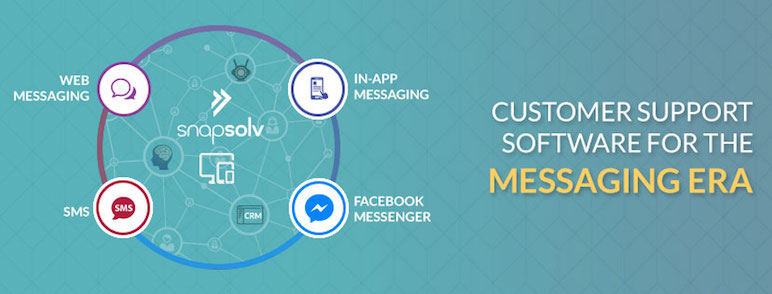 WEB
MESSAGING
IN-APP
MESSAGING
snapsolv
SMS
SMS
CRM
FACEBOOK
MESSENGER
CUSTOMER SUPPORT
SOFTWARE FOR THE
MESSAGING ERA